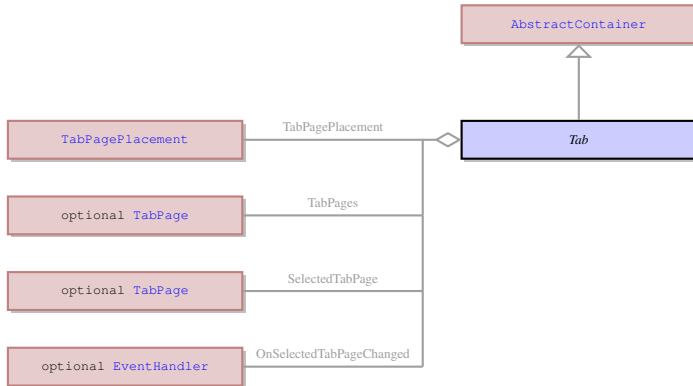 AbstractContainer
TabPagePlacement
TabPagePlacement
Tab
optional TabPage
TabPages
optional TabPage
SelectedTabPage
optional EventHandler
OnSelectedTabPageChanged